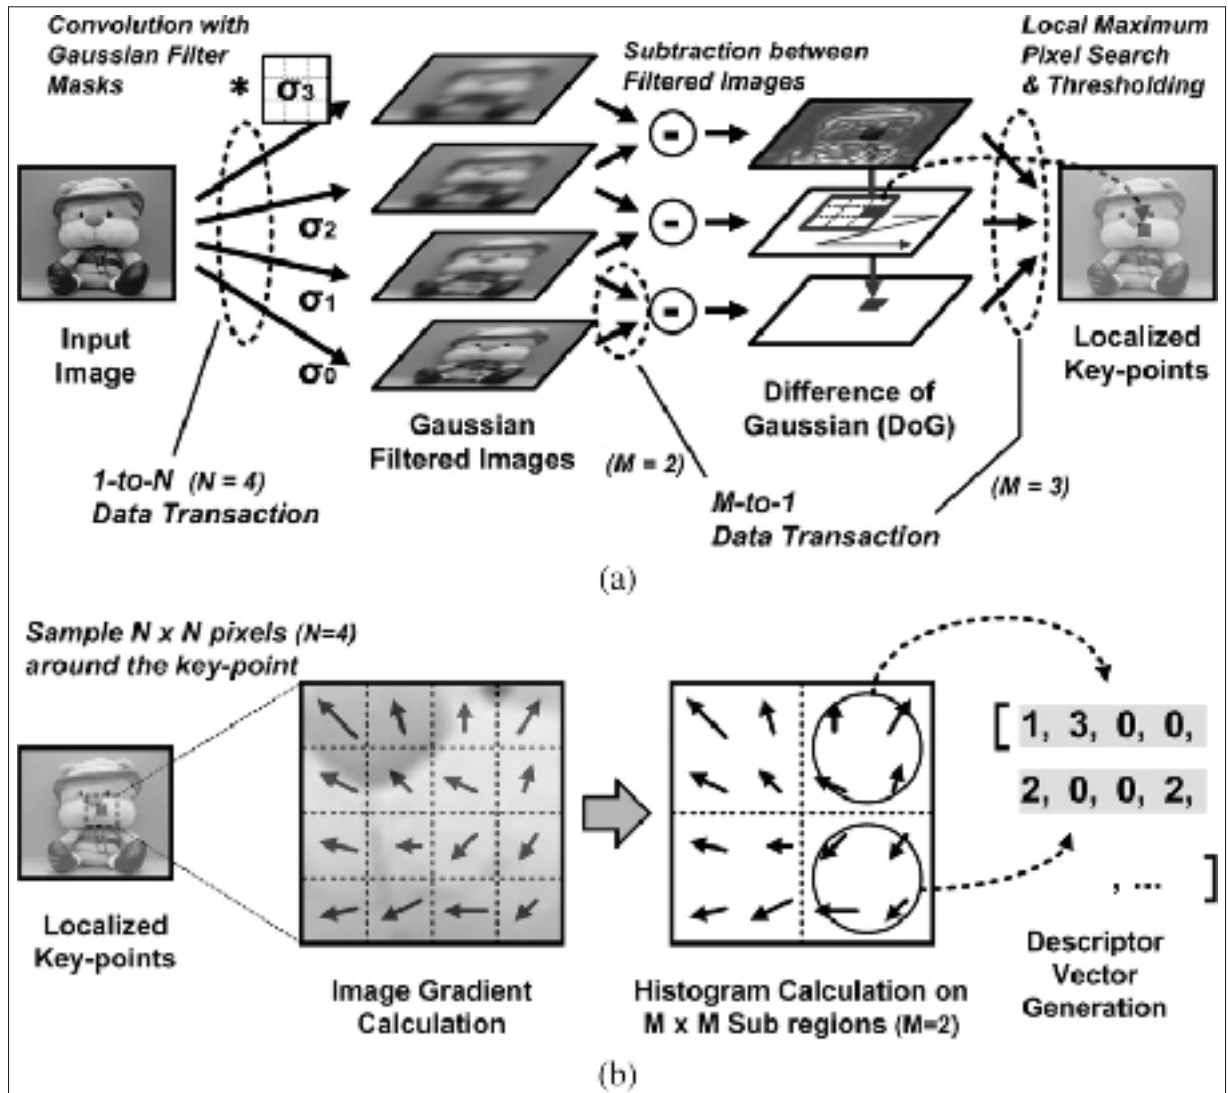 Convolution with
Gaussian Filter
Masks
*
σ3
Subtraction between
Filtered Images
Local Maximum
Pixel Search
& Thresholding
-
σ2
-
σ1
-
σ0
Input
Image
Gaussian
Filtered Images
Difference of
Gaussian (DoG)
Localized
Key-points
1-to-N (N = 4)
Data Transaction
(M = 2)
M-to-1
Data Transaction
(M = 3)
(a)
Sample N x N pixels (N=4)
around the key-point
[ 1, 3, 0, 0,
2, 0, 0, 2,
, ... ]
Localized
Key-points
Image Gradient
Calculation
Histogram Calculation on
M x M Sub regions (M=2)
Descriptor
Vector
Generation
(b)